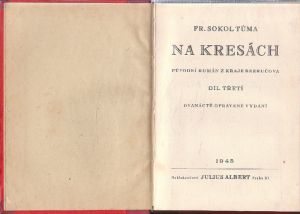 FR. SOKOL TŮMA
NA KRESÁCH
PŮVODNÍ ROMÁN Z KRAJE BEZRUČOVA
DÍL TŘETÍ
DVANÁCTÉ OPRAVENÉ VYDÁNÍ
1945
Nakladatelství JULIUS ALBERT Praha XI.